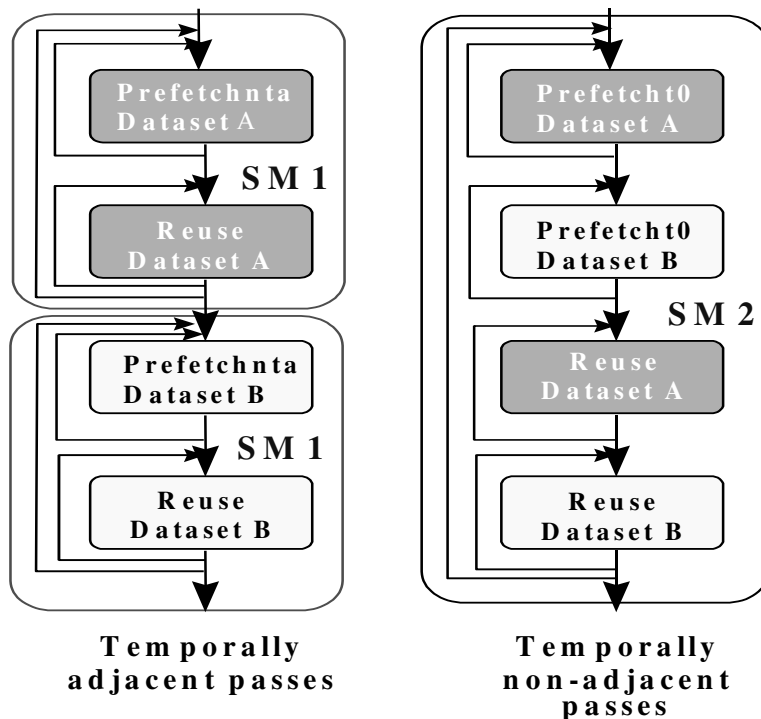 Prefetchnta
Dataset A
SM 1
Reuse
Dataset A
Prefetchnta
Dataset B
SM 1
Reuse
Dataset B
Temporally
adjacent passes
Prefetcht0
Dataset A
Prefetcht0
Dataset B
SM 2
Reuse
Dataset A
Reuse
Dataset B
Temporally
non-adjacent
passes